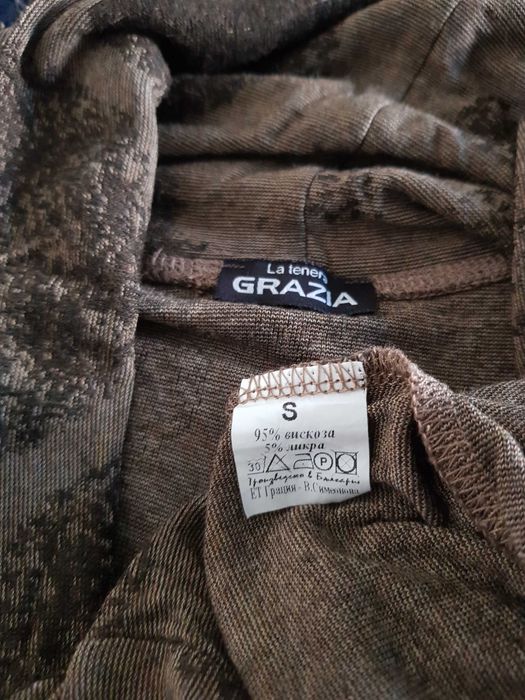 La tenera
GRAZIA
S
95% вискоза
5% ликра
30 P
Произведено в България
ЕТ Грация - В.Симеонова